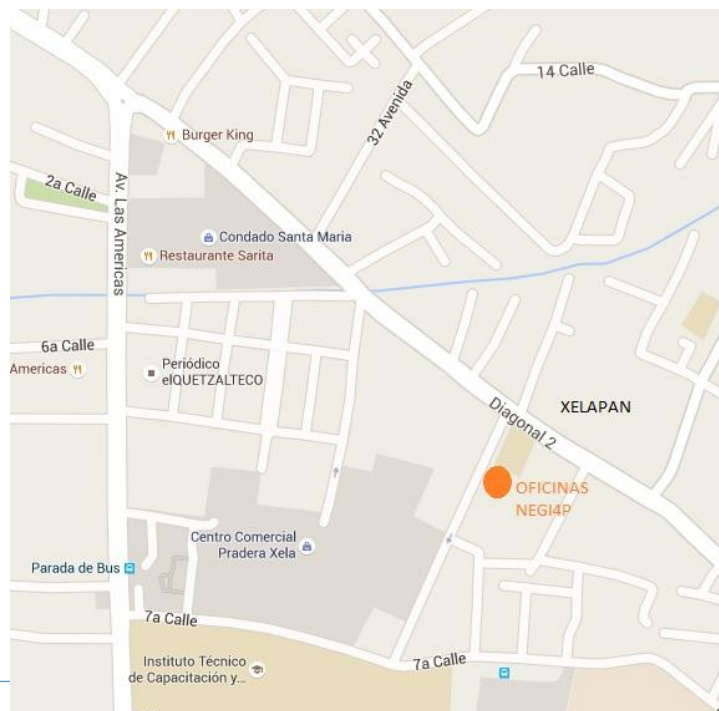 14 Calle
32 Avenida
Burger King
2a Calle
Av. Las Americas
Condado Santa Maria
Restaurante Sarita
6a Calle
Americas
Periódico
elQUETZALTECO
Diagonal 2
XELAPAN
OFICINAS
NEGI4P
Centro Comercial
Pradera Xela
Parada de Bus
7a Calle
7a Calle
Instituto Técnico
de Capacitación y...